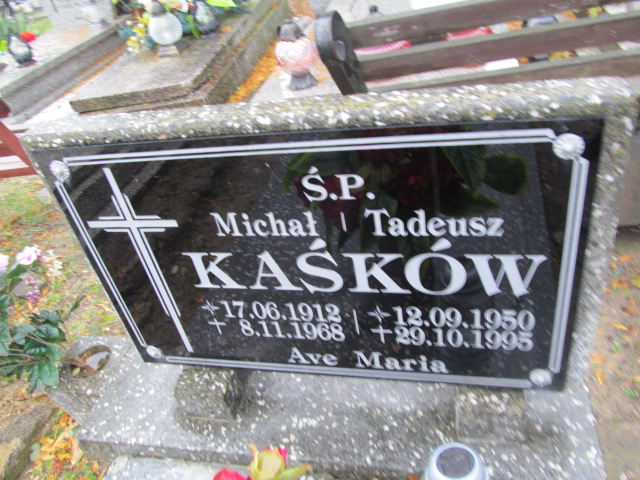 Ś.P.
Michał | Tadeusz
KAŚKÓW
17.06.1912 | 12.09.1950
+ 8.11.1968 | + 29.10.1995
Ave Maria